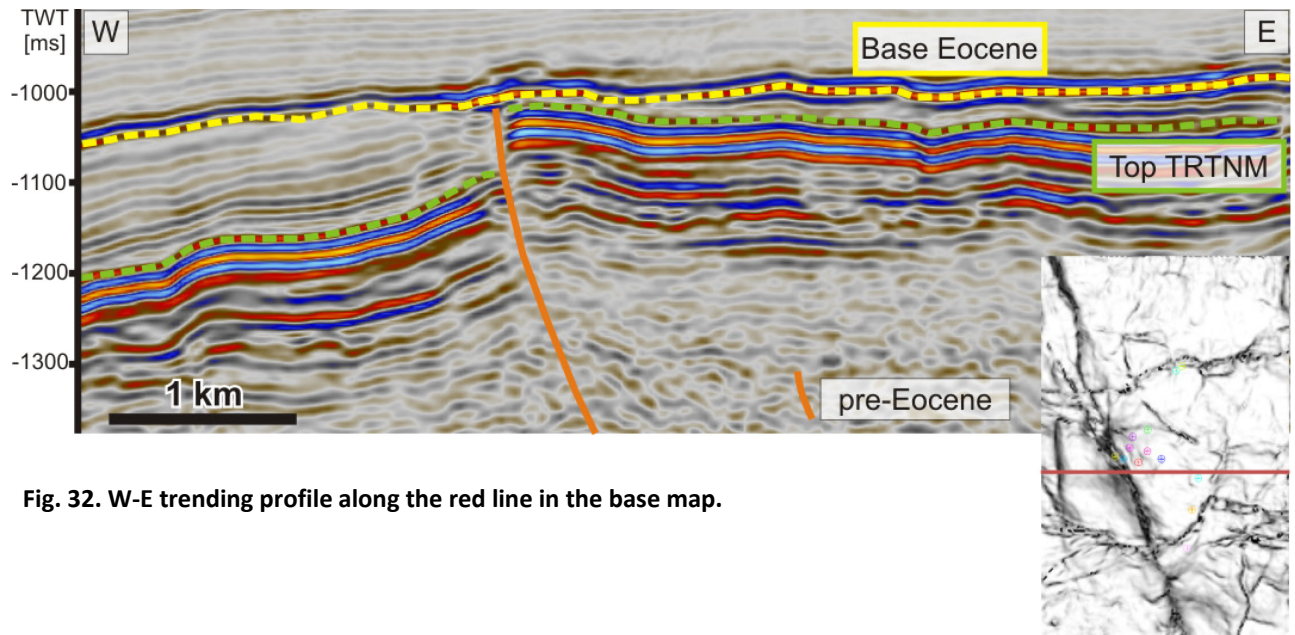 TWT
[ms]
W
E
Base Eocene
-1000
Top TRTNM
-1100
-1200
-1300
1 km
pre-Eocene
Fig. 32. W-E trending profile along the red line in the base map.